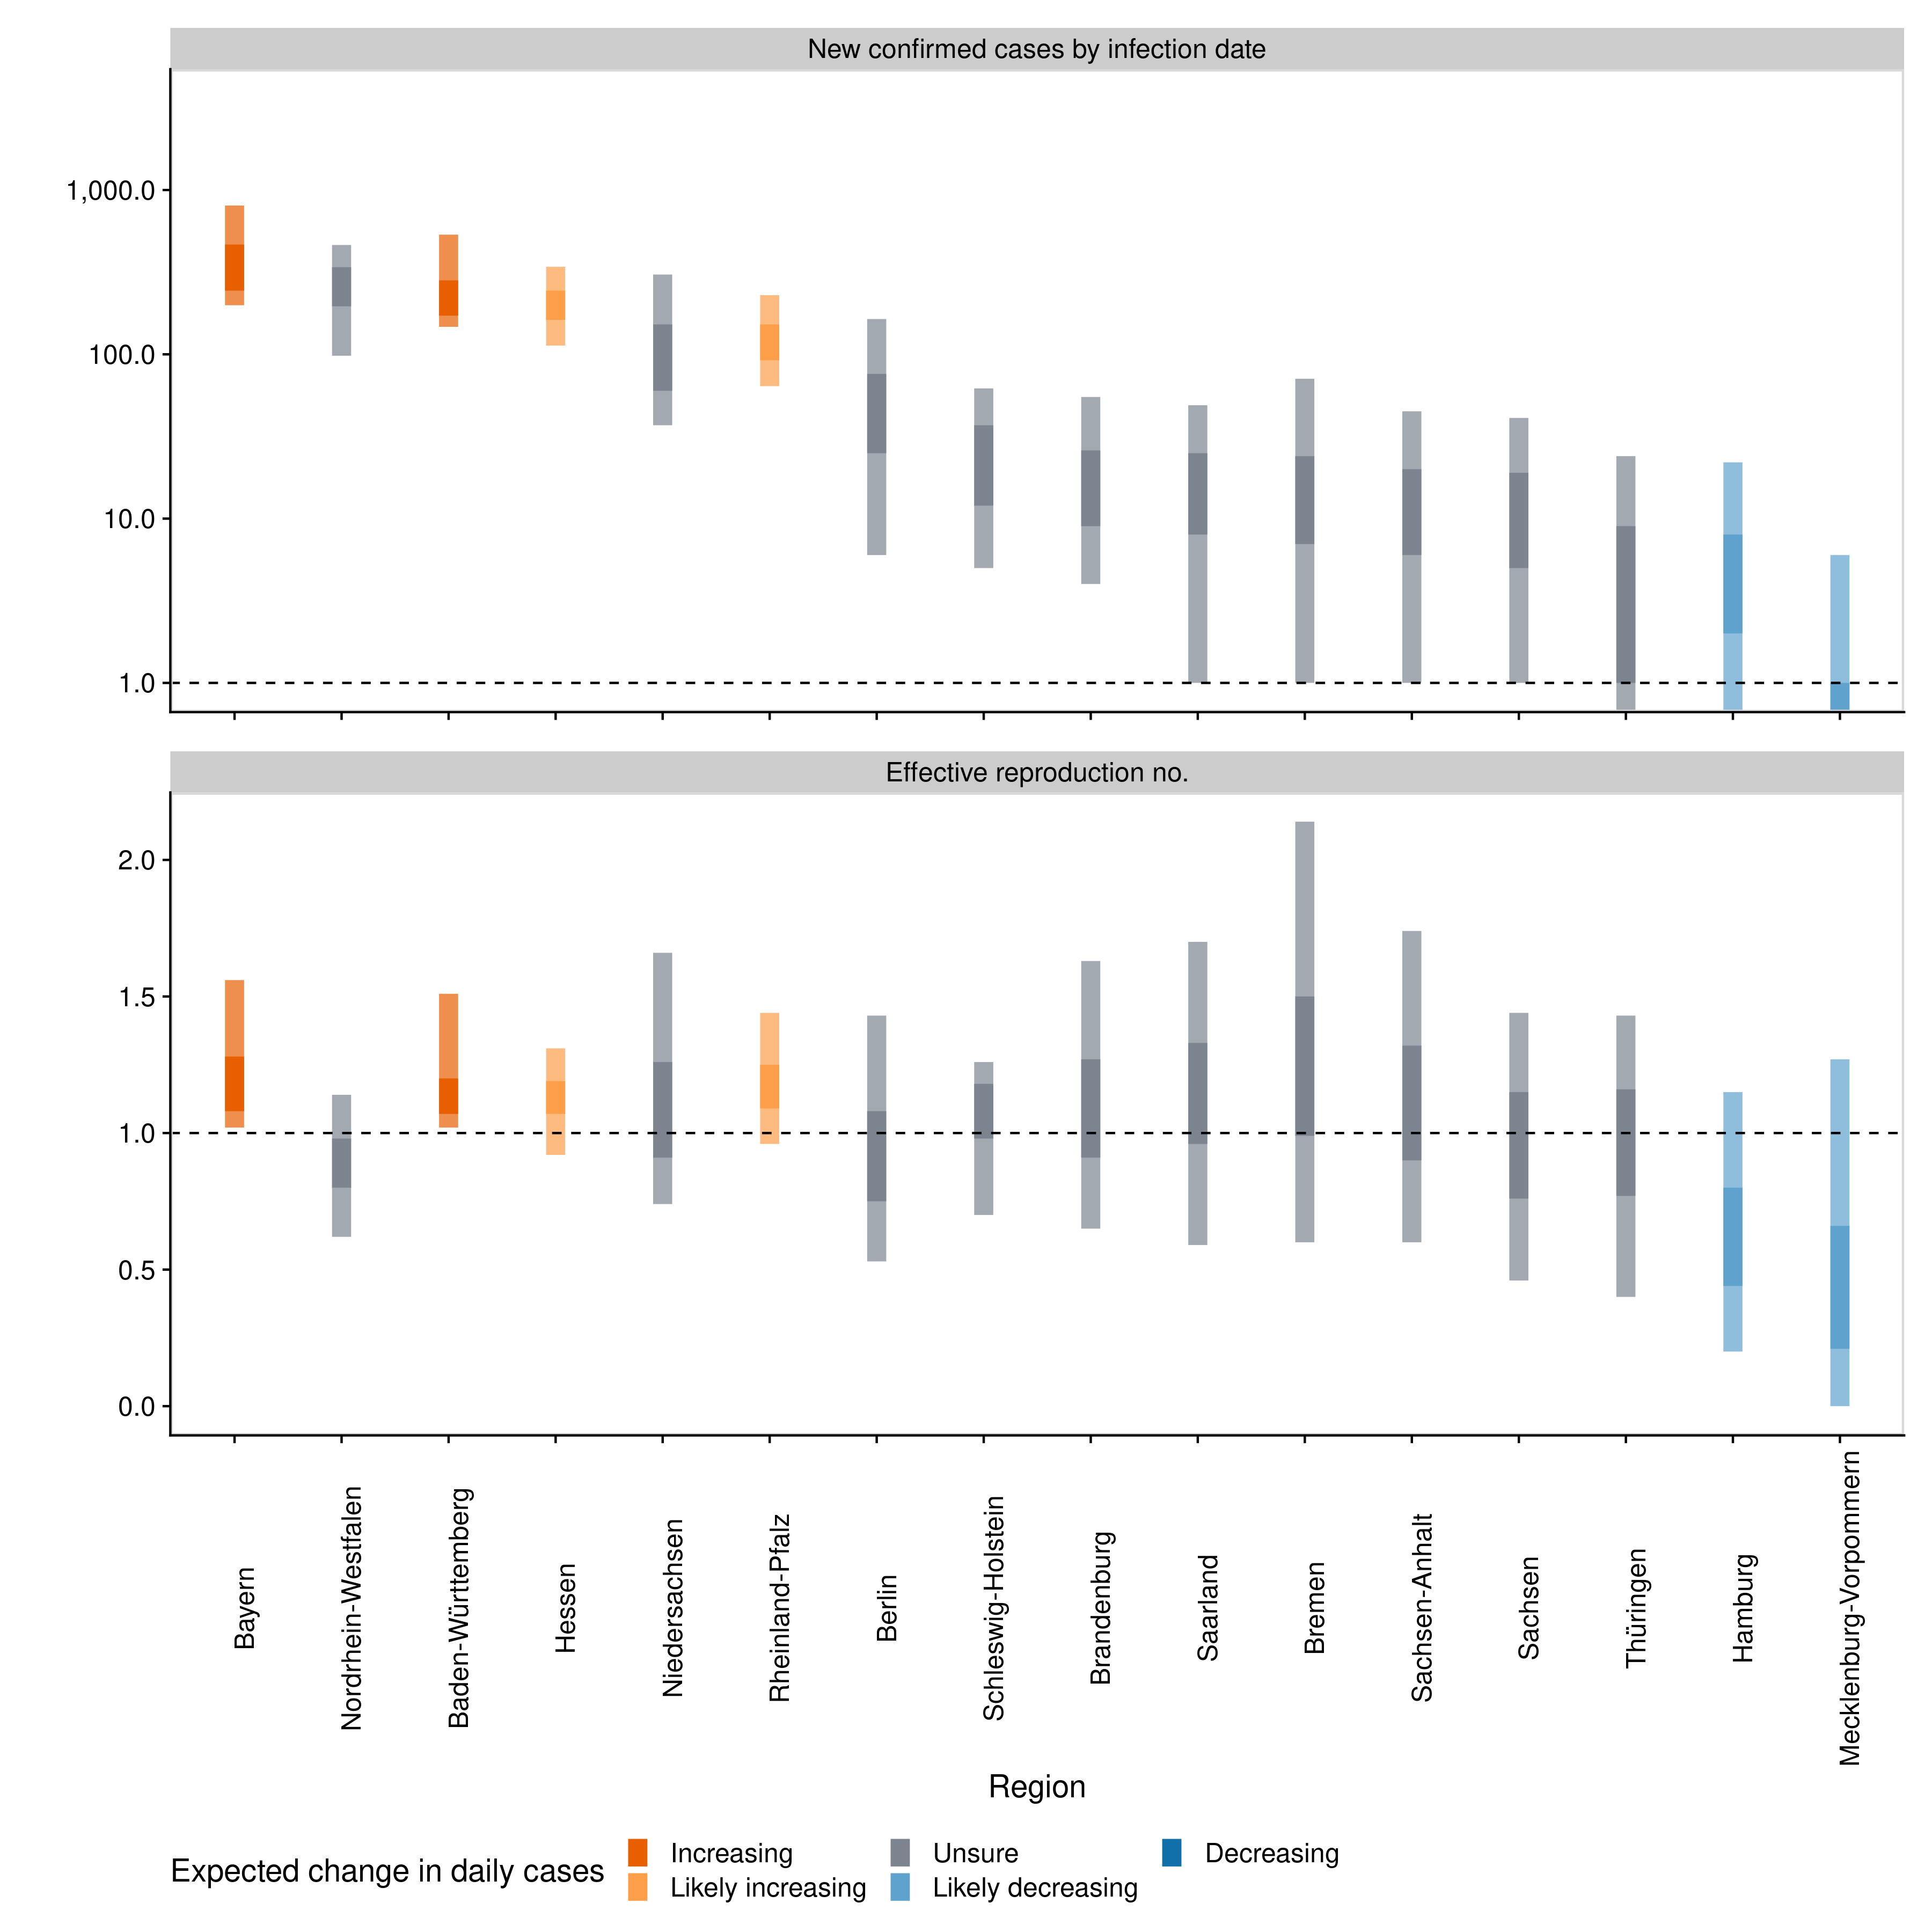 New confirmed cases by infection date
1,000.0
100.0
10.0
1.0
Effective reproduction no.
2.0
1.5
1.0
0.5
0.0
Bayern
Nordrhein-Westfalen
Baden-Württemberg
Hessen
Niedersachsen
Rheinland-Pfalz
Berlin
Schleswig-Holstein
Brandenburg
Saarland
Bremen
Sachsen-Anhalt
Sachsen
Thüringen
Hamburg
Mecklenburg-Vorpommern
Region
Expected change in daily cases
Increasing
Likely increasing
Unsure
Likely decreasing
Decreasing